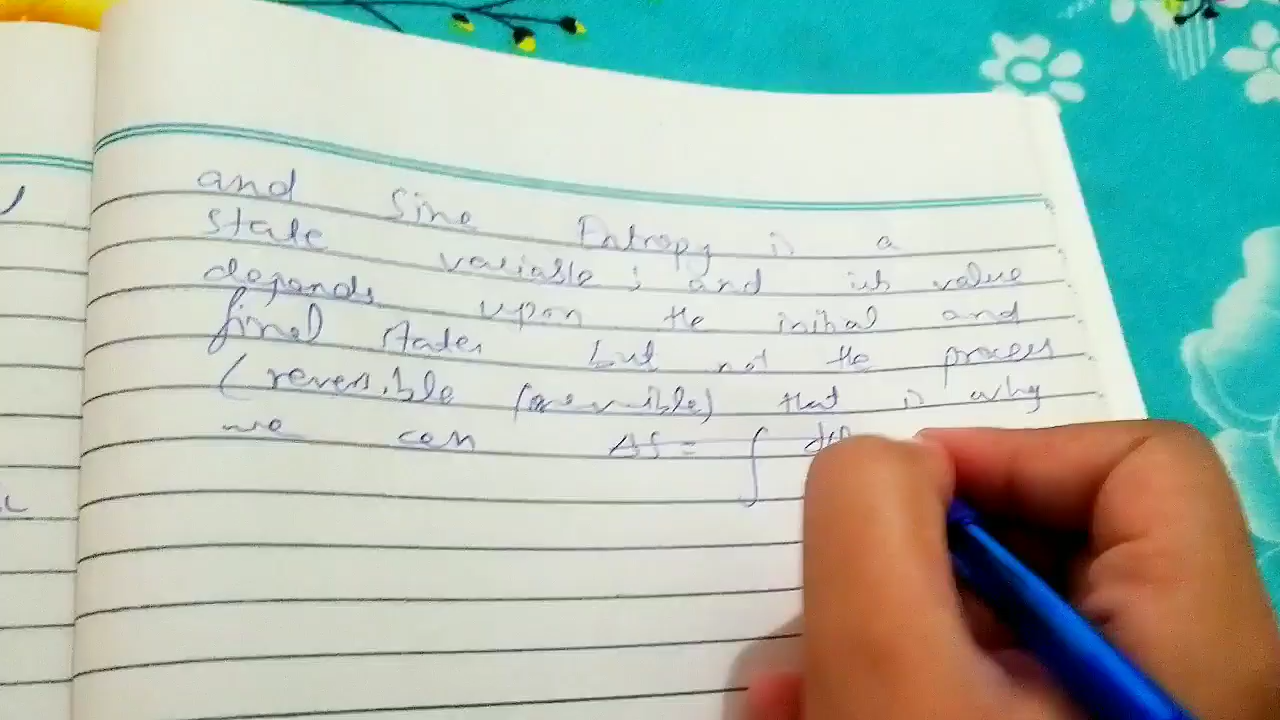 and Sine Entropy is a
state variable ; and its value
depends upon the initial and
final states but not the process
(reversible that is why
we can ΔS = ∫